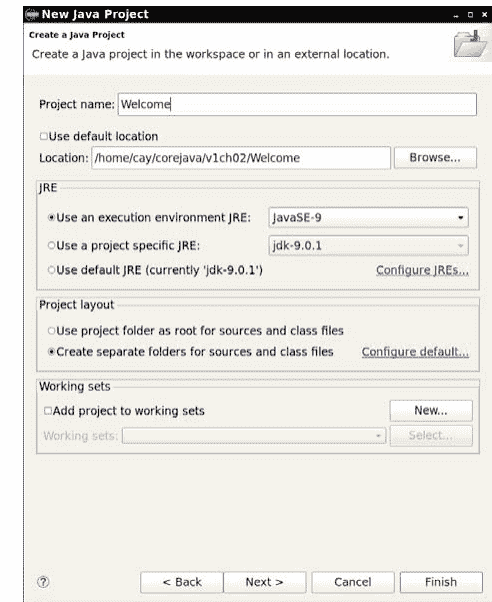 New Java Project
Create a Java Project
Create a Java project in the workspace or in an external location.
Project name: Welcome
Use default location
Location: /home/cay/corejava/v1ch02/Welcome Browse...
JRE
Use an execution environment JRE: JavaSE-9
Use a project specific JRE: jdk-9.0.1
Use default JRE (currently 'jdk-9.0.1') Configure JREs...
Project layout
Use project folder as root for sources and class files
Create separate folders for sources and class files Configure default...
Working sets
Add project to working sets New...
Working sets: Select...
? < Back Next > Cancel Finish